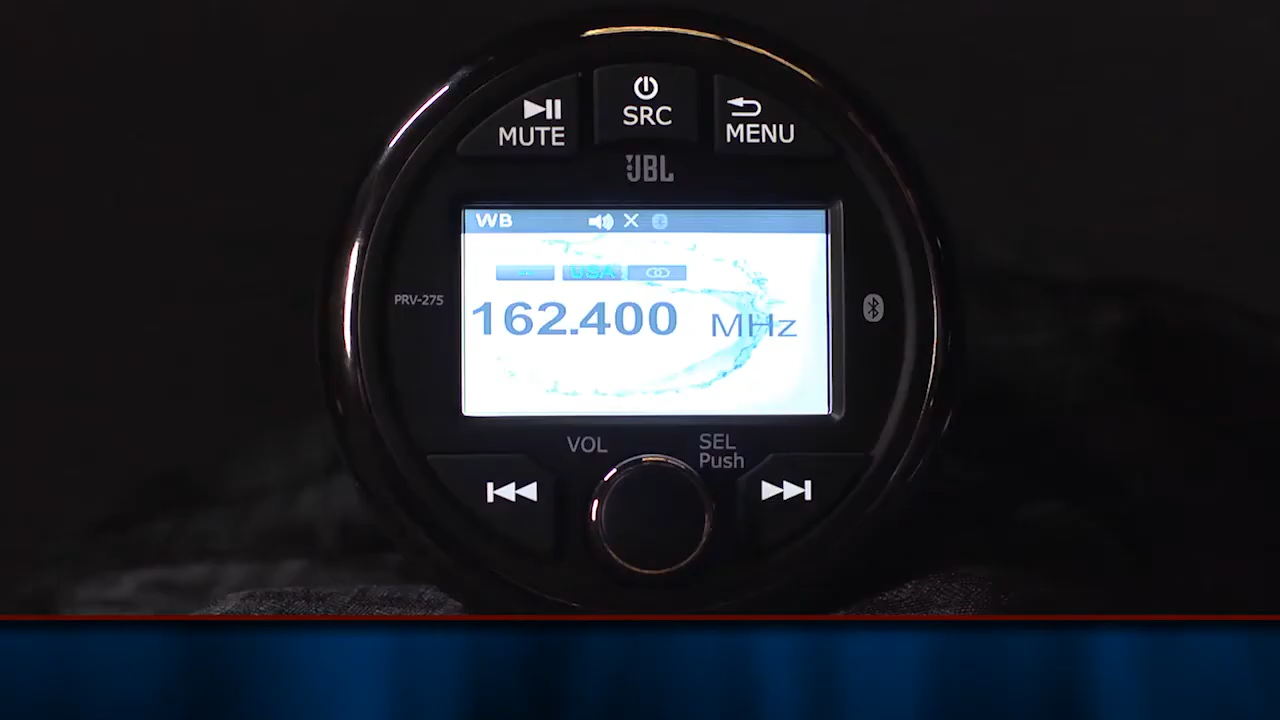 MUTE
SRC
MENU
JBL
WB
USA
PRV-275
162.400 MHz
VOL
SEL
Push